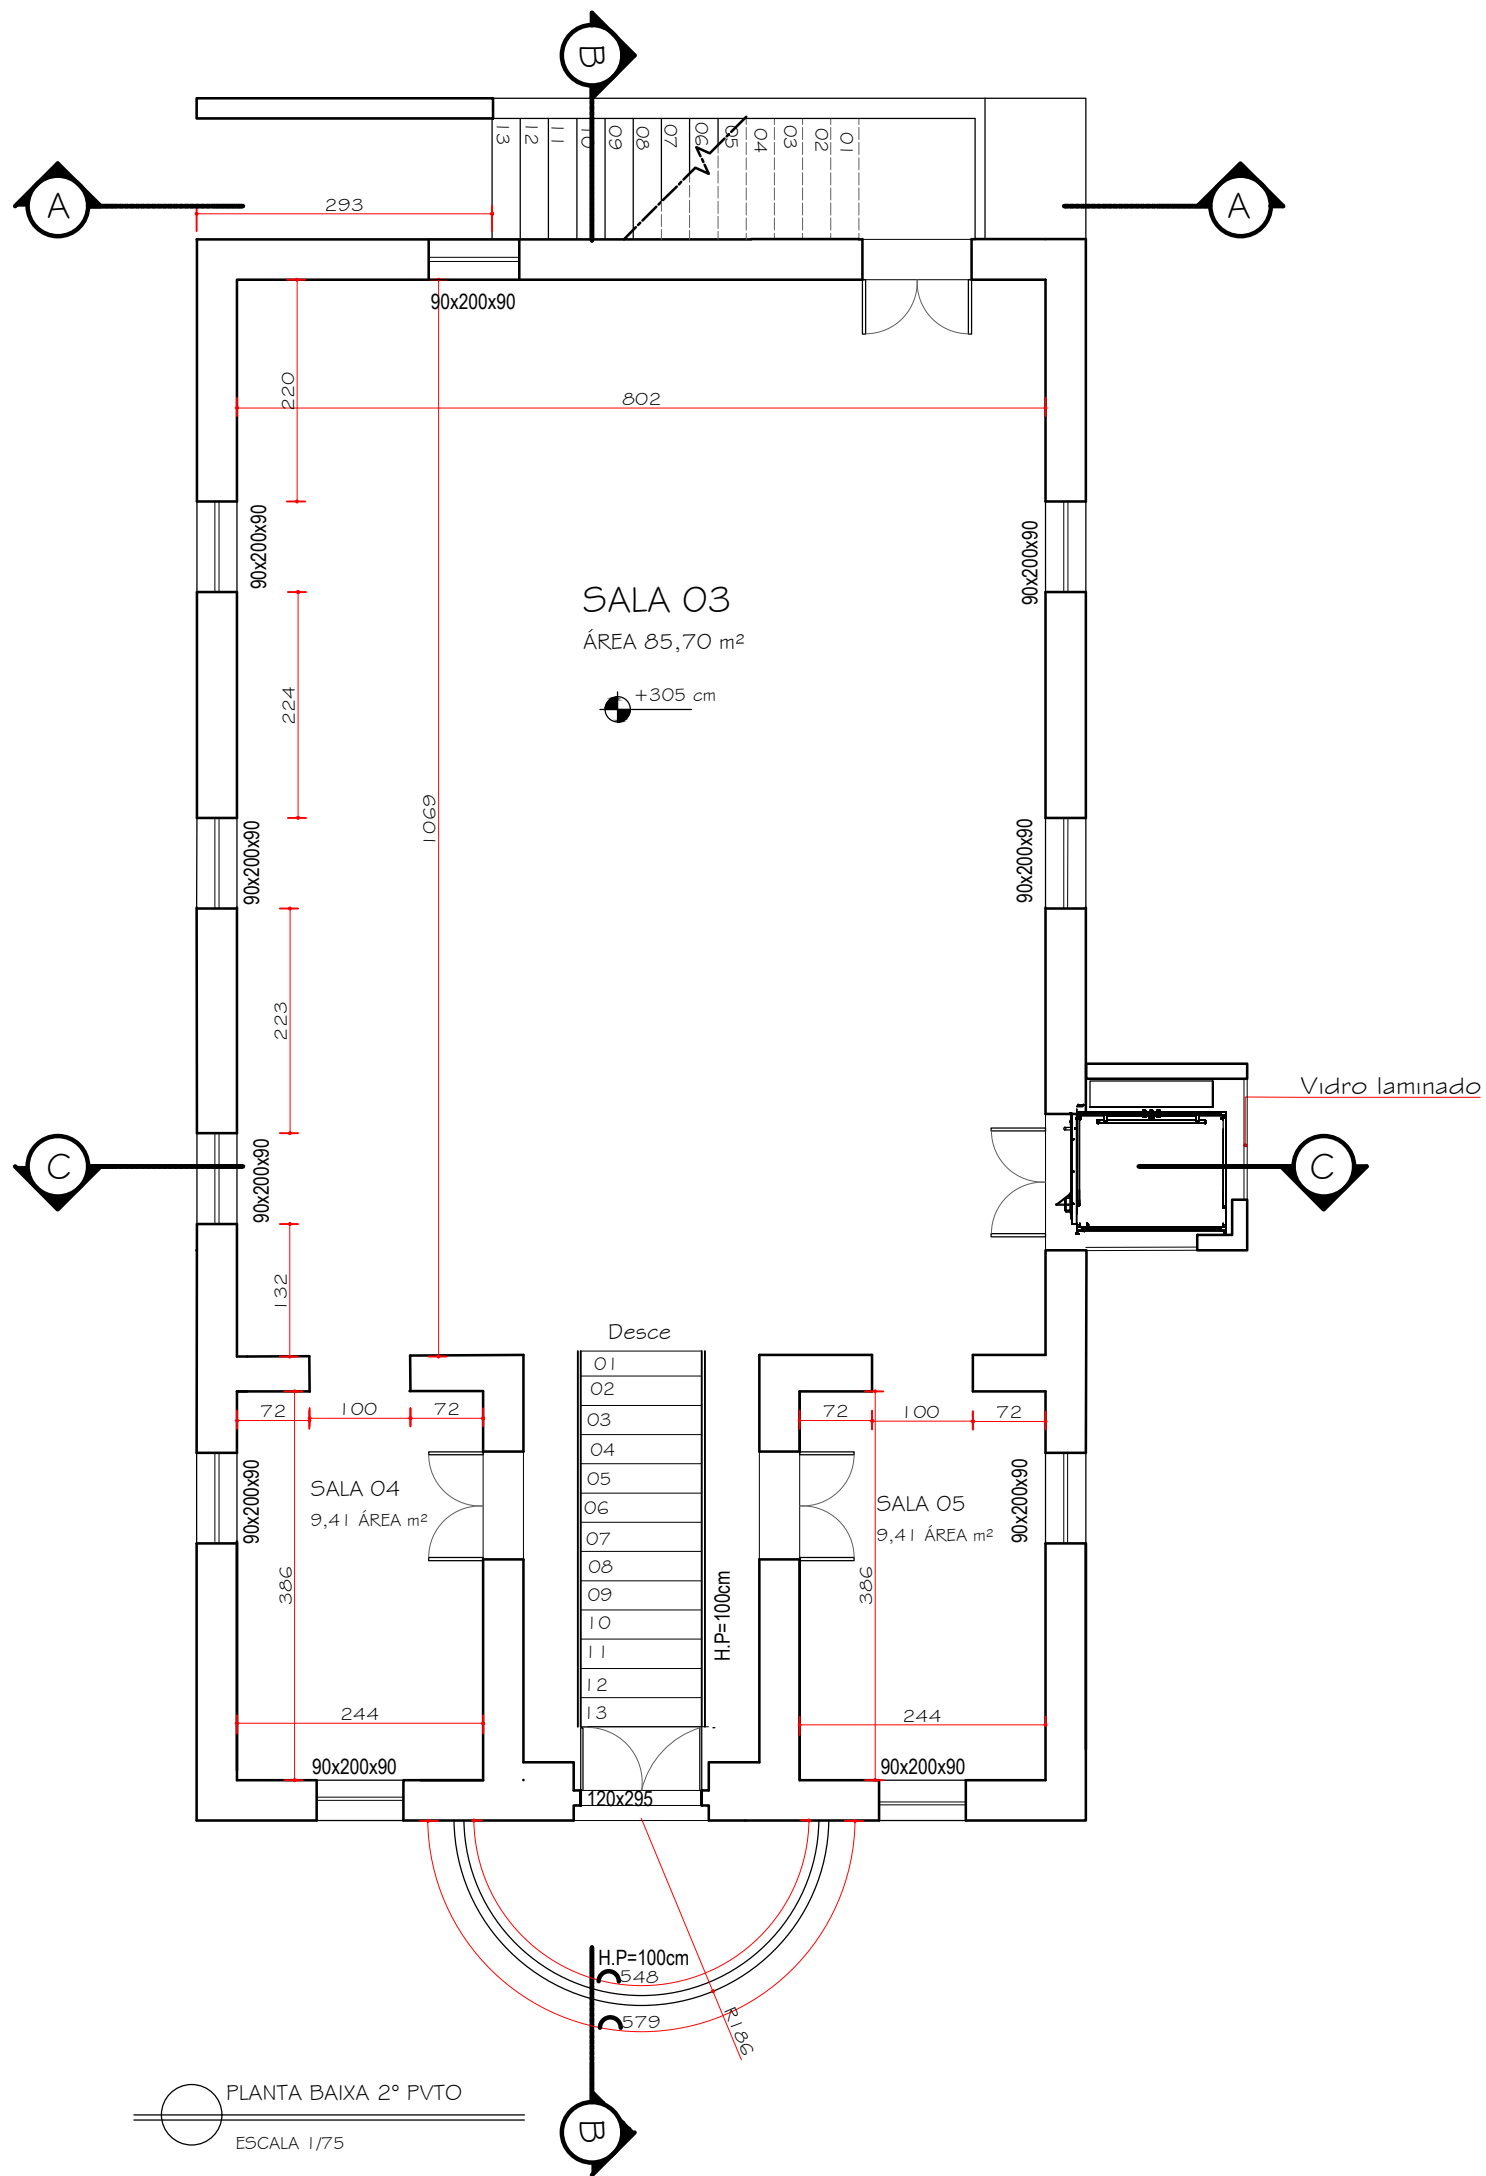 B
13
12
11
10
09
08
07
06
05
04
03
02
01
A
A
293
90x200x90
220
802
90x200x90
90x200x90
SALA 03
ÁREA 85,70 m²
+305 cm
224
1069
90x200x90
90x200x90
223
Vidro laminado
C
C
90x200x90
132
Desce
01
02
03
04
05
06
07
08
09
10
11
12
13
72
100
72
72
100
72
90x200x90
SALA 04
9,41 ÁREA m²
SALA 05
9,41 ÁREA m²
90x200x90
386
386
H.P=100cm
244
244
90x200x90
90x200x90
120x295
H.P=100cm
548
579
R186
PLANTA BAIXA 2° PVTO
ESCALA 1/75
B